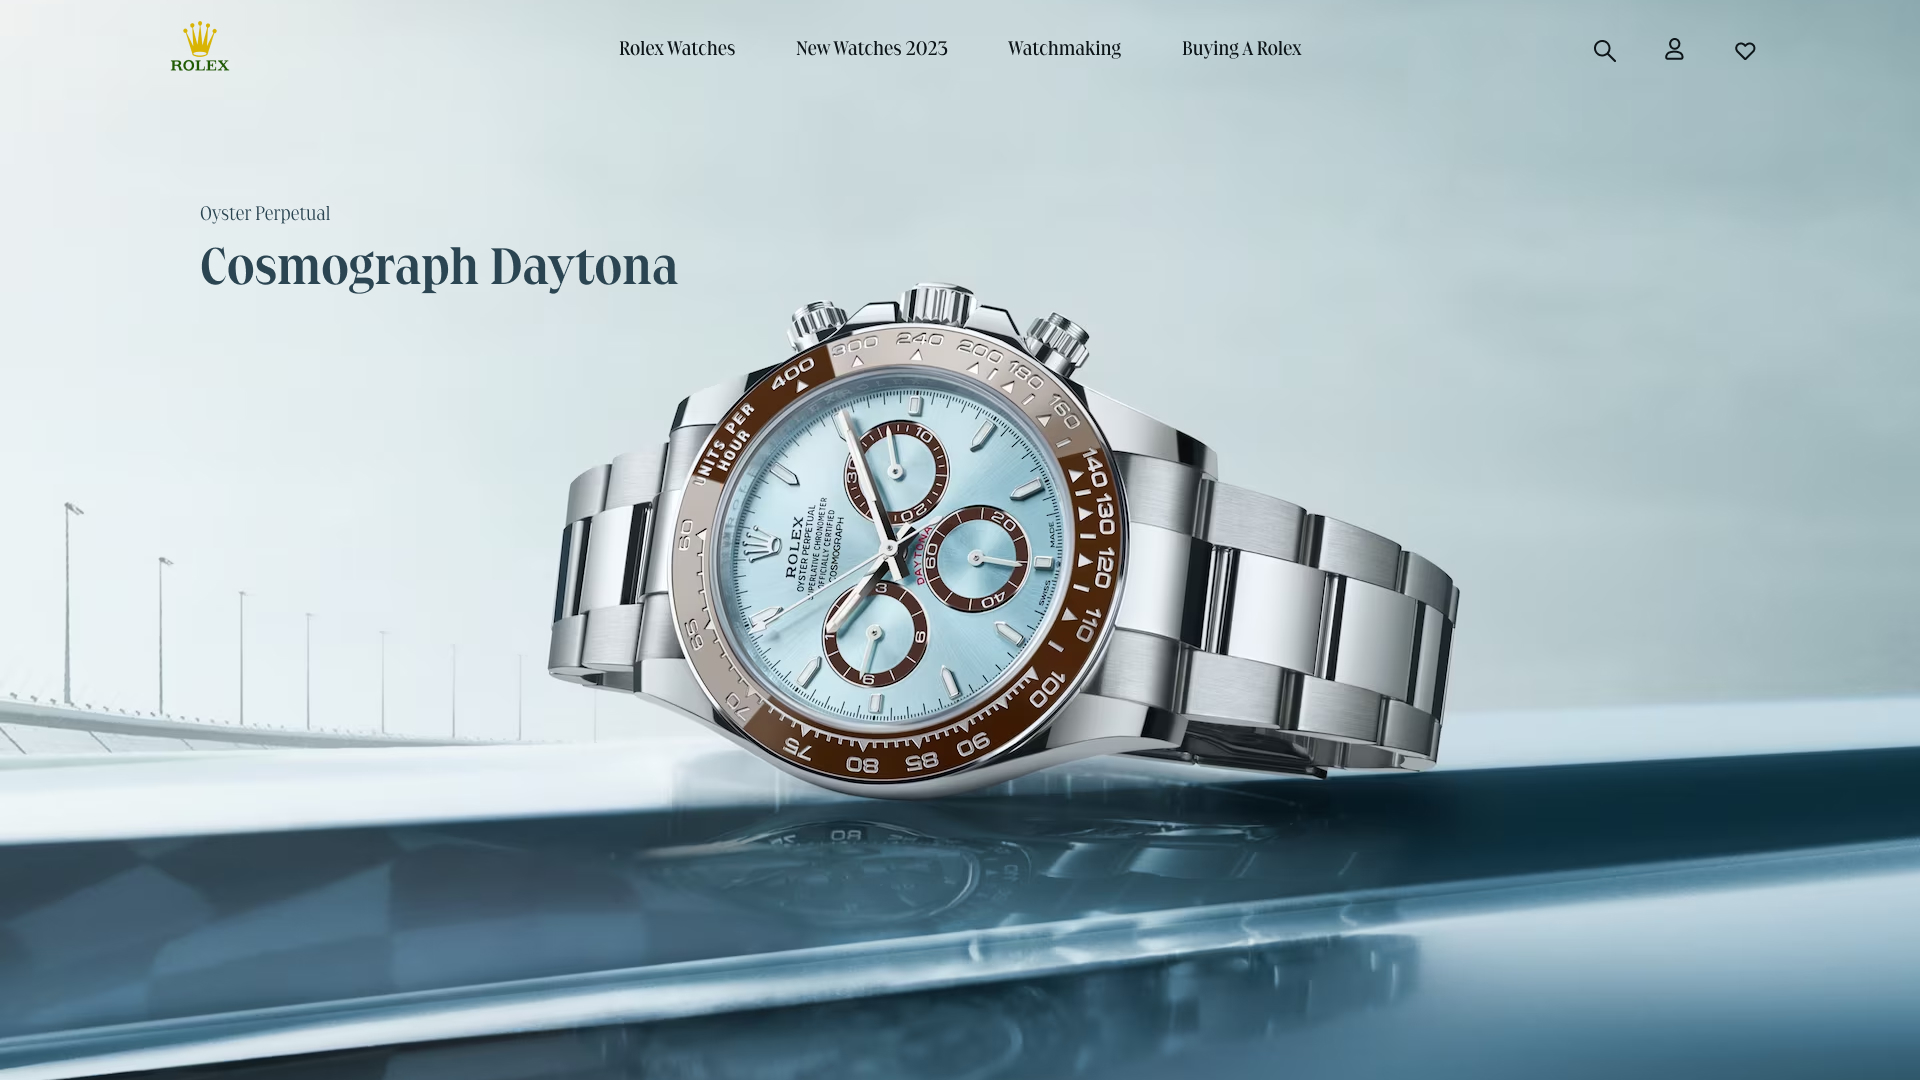 ROLEX
Rolex Watches
New Watches 2023
Watchmaking
Buying A Rolex
Oyster Perpetual
Cosmograph Daytona
UNITS PER
HOUR
400
300
240
200
180
160
140
130
120
110
100
90
85
80
75
70
65
60
ROLEX
OYSTER PERPETUAL
SUPERLATIVE CHRONOMETER
OFFICIALLY CERTIFIED
COSMOGRAPH
DAYTONA
10
20
30
20
40
60
3
6
9
SWISS
MADE